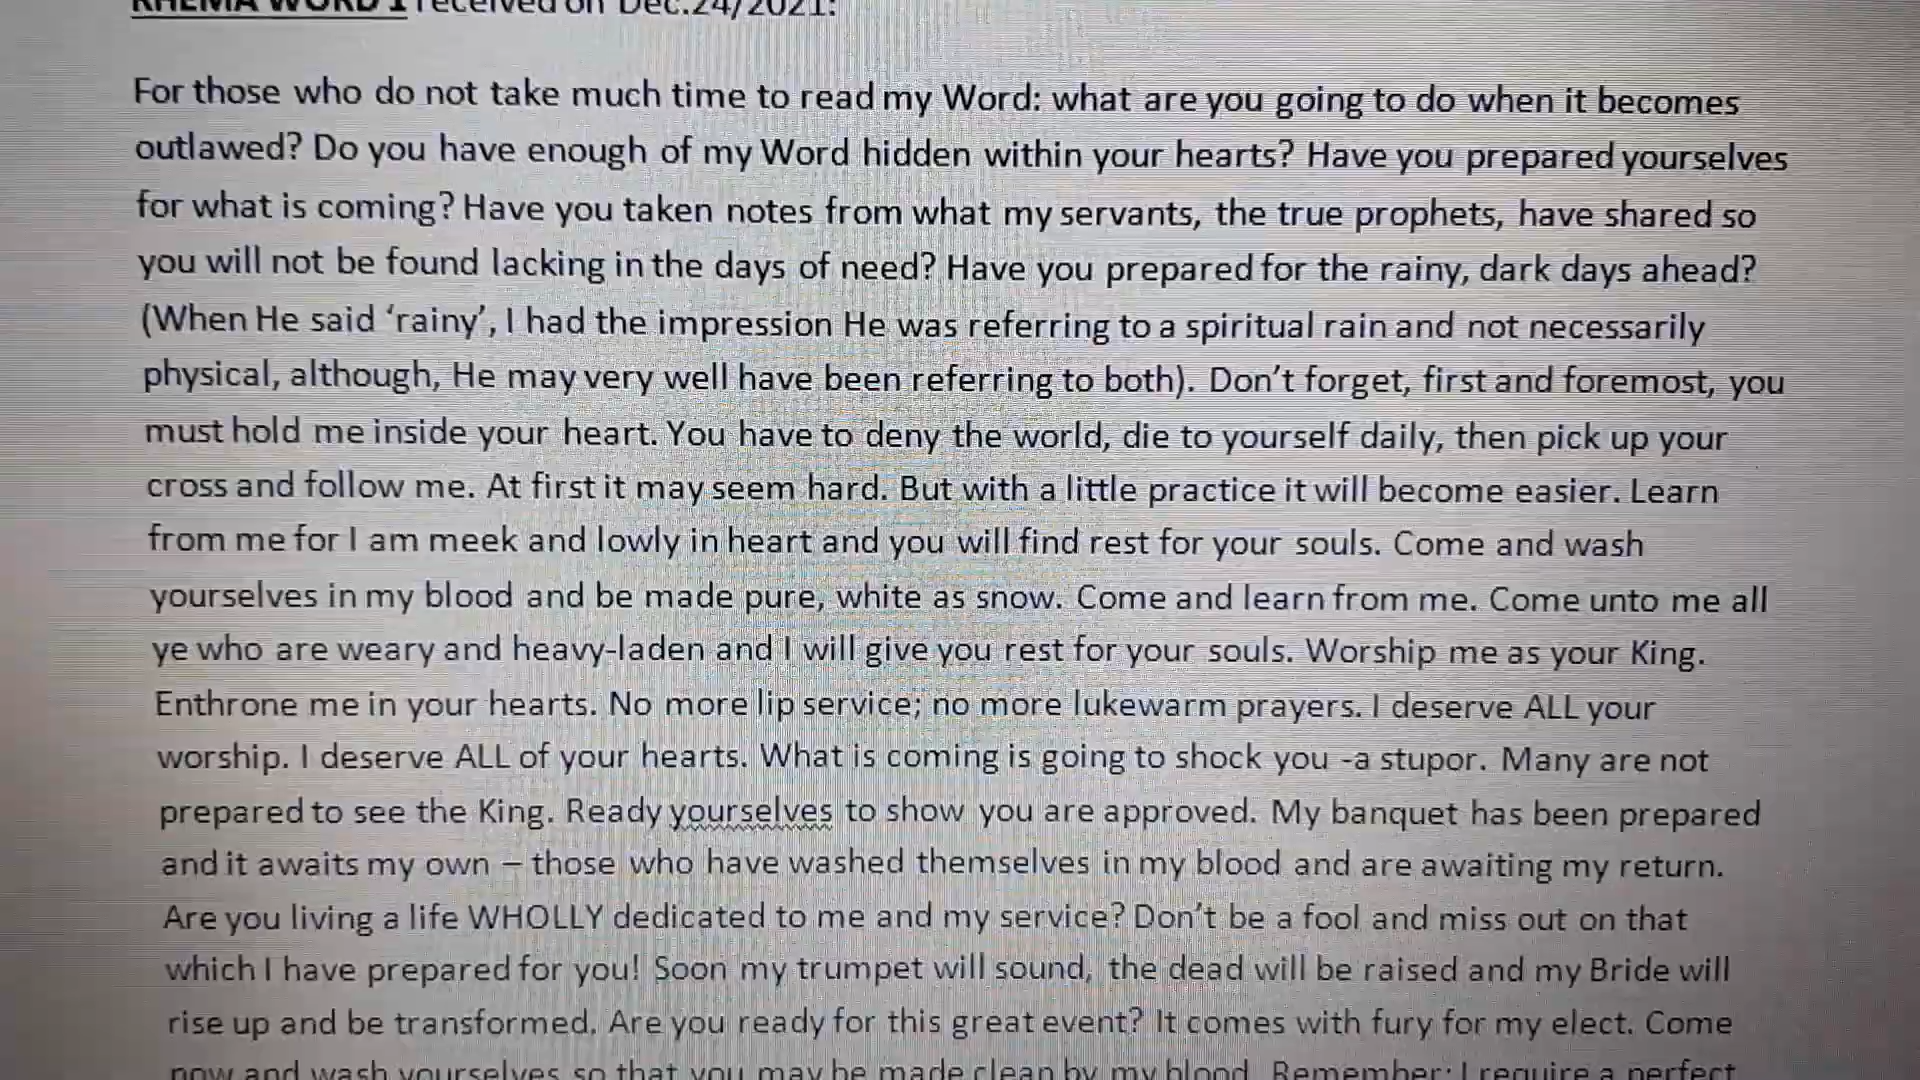 RHEMA WORD 1 received on Dec.24/2021:
For those who do not take much time to read my Word: what are you going to do when it becomes
outlawed? Do you have enough of my Word hidden within your hearts? Have you prepared yourselves
for what is coming? Have you taken notes from what my servants, the true prophets, have shared so
you will not be found lacking in the days of need? Have you prepared for the rainy, dark days ahead?
(When He said ‘rainy’, I had the impression He was referring to a spiritual rain and not necessarily
physical, although, He may very well have been referring to both). Don’t forget, first and foremost, you
must hold me inside your heart. You have to deny the world, die to yourself daily, then pick up your
cross and follow me. At first it may seem hard. But with a little practice it will become easier. Learn
from me for I am meek and lowly in heart and you will find rest for your souls. Come and wash
yourselves in my blood and be made pure, white as snow. Come and learn from me. Come unto me all
ye who are weary and heavy-laden and I will give you rest for your souls. Worship me as your King.
Enthrone me in your hearts. No more lip service; no more lukewarm prayers. I deserve ALL your
worship. I deserve ALL of your hearts. What is coming is going to shock you -a stupor. Many are not
prepared to see the King. Ready yourselves to show you are approved. My banquet has been prepared
and it awaits my own – those who have washed themselves in my blood and are awaiting my return.
Are you living a life WHOLLY dedicated to me and my service? Don’t be a fool and miss out on that
which I have prepared for you! Soon my trumpet will sound, the dead will be raised and my Bride will
rise up and be transformed. Are you ready for this great event? It comes with fury for my elect. Come
now and wash yourselves so that you may be made clean by my blood. Remember: I require a perfect